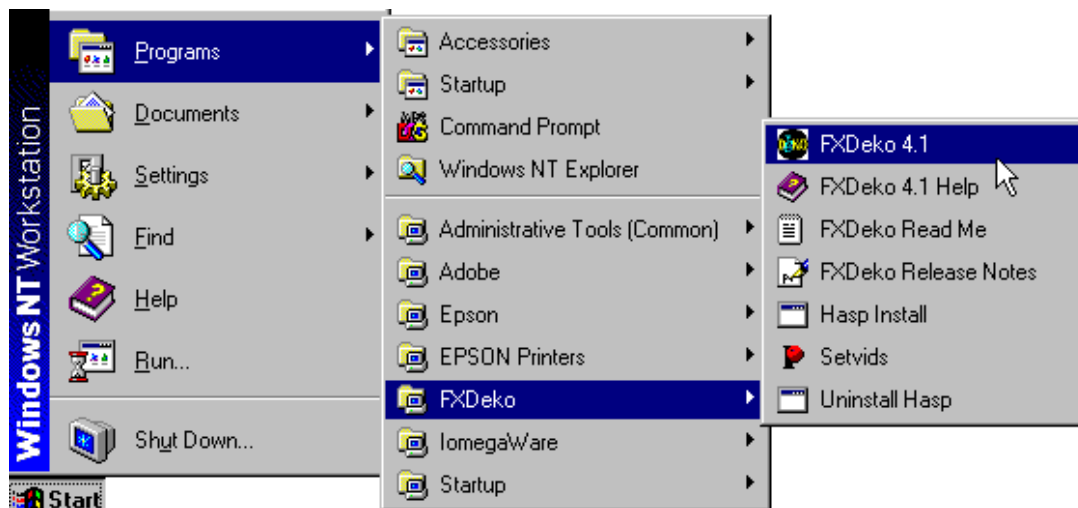 Windows NT Workstation
Programs
Documents
Settings
Find
Help
Run...
Shut Down...
Start
Accessories
Startup
Command Prompt
Windows NT Explorer
Administrative Tools (Common)
Adobe
Epson
EPSON Printers
FXDeko
IomegaWare
Startup
FXDeko 4.1
FXDeko 4.1 Help
FXDeko Read Me
FXDeko Release Notes
Hasp Install
Setvids
Uninstall Hasp